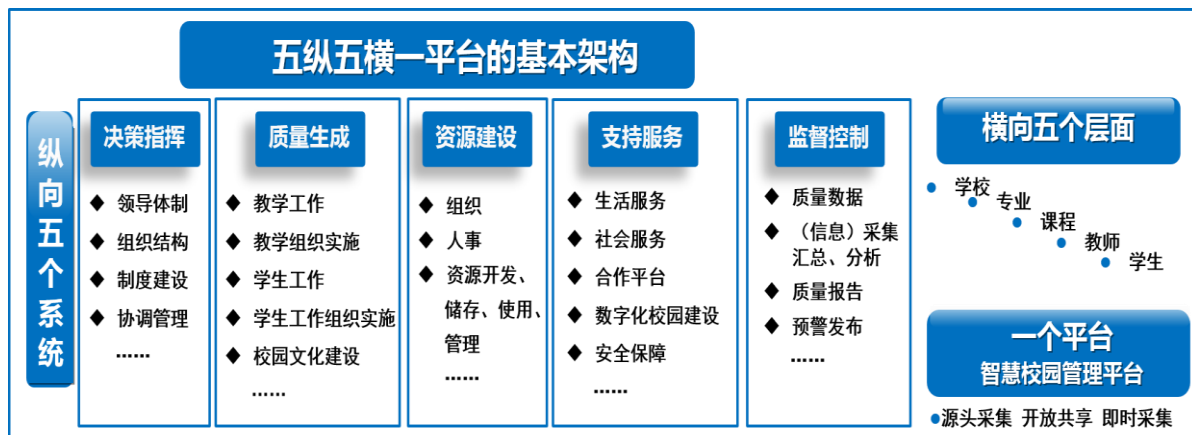 五纵五横一平台的基本架构
纵向五个系统
决策指挥
◆ 领导体制
◆ 组织结构
◆ 制度建设
◆ 协调管理
……
质量生成
◆ 教学工作
◆ 教学组织实施
◆ 学生工作
◆ 学生工作组织实施
◆ 校园文化建设
……
资源建设
◆ 组织
◆ 人事
◆ 资源开发、
储存、使用、
管理
……
支持服务
◆ 生活服务
◆ 社会服务
◆ 合作平台
◆ 数字化校园建设
◆ 安全保障
……
监督控制
◆ 质量数据
◆ （信息）采集
汇总、分析
◆ 质量报告
◆ 预警发布
……
横向五个层面
• 学校
• 专业
• 课程
• 教师
• 学生
一个平台
智慧校园管理平台
•源头采集 开放共享 即时采集